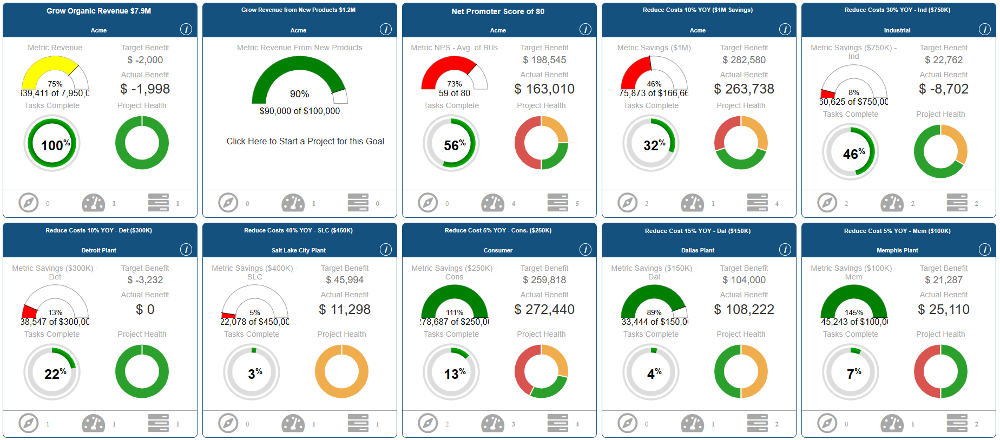 Grow Organic Revenue $7.9M
Acme
i
Metric Revenue
75%
939,411 of 7,950,0
Target Benefit
$ -2,000
Actual Benefit
$ -1,998
Tasks Complete
100%
Project Health
0
1
1
Grow Revenue from New Products $1.2M
Acme
i
Metric Revenue From New Products
90%
$90,000 of $100,000
Click Here to Start a Project for this Goal
0
1
0
Net Promoter Score of 80
Acme
i
Metric NPS - Avg. of BUs
73%
59 of 80
Target Benefit
$ 198,545
Actual Benefit
$ 163,010
Tasks Complete
56%
Project Health
0
4
5
Reduce Costs 10% YOY ($1M Savings)
Acme
i
Metric Savings ($1M)
46%
75,873 of $166,66
Target Benefit
$ 282,580
Actual Benefit
$ 263,738
Tasks Complete
32%
Project Health
2
1
4
Reduce Costs 30% YOY - Ind ($750K)
Industrial
i
Metric Savings ($750K) -
Ind
8%
60,625 of $750,00
Target Benefit
$ 22,762
Actual Benefit
$ -8,702
Tasks Complete
46%
Project Health
2
2
2
Reduce Costs 10% YOY - Det ($300K)
Detroit Plant
i
Metric Savings ($300K) -
Det
13%
38,547 of $300,00
Target Benefit
$ -3,232
Actual Benefit
$ 0
Tasks Complete
22%
Project Health
1
1
1
Reduce Costs 40% YOY - SLC ($450K)
Salt Lake City Plant
i
Metric Savings ($400K) -
SLC
5%
22,078 of $450,00
Target Benefit
$ 45,994
Actual Benefit
$ 11,298
Tasks Complete
3%
Project Health
0
1
1
Reduce Cost 5% YOY - Cons. ($250K)
Consumer
i
Metric Savings ($250K) -
Cons
111%
278,687 of $250,0
Target Benefit
$ 259,818
Actual Benefit
$ 272,440
Tasks Complete
13%
Project Health
2
3
4
Reduce Cost 15% YOY - Dal ($150K)
Dallas Plant
i
Metric Savings ($150K) -
Dal
89%
33,444 of $150,0
Target Benefit
$ 104,000
Actual Benefit
$ 108,222
Tasks Complete
4%
Project Health
0
1
2
Reduce Cost 5% YOY - Mem ($100K)
Memphis Plant
i
Metric Savings ($100K) -
Mem
145%
45,243 of $100,0
Target Benefit
$ 21,287
Actual Benefit
$ 25,110
Tasks Complete
7%
Project Health
0
1
2